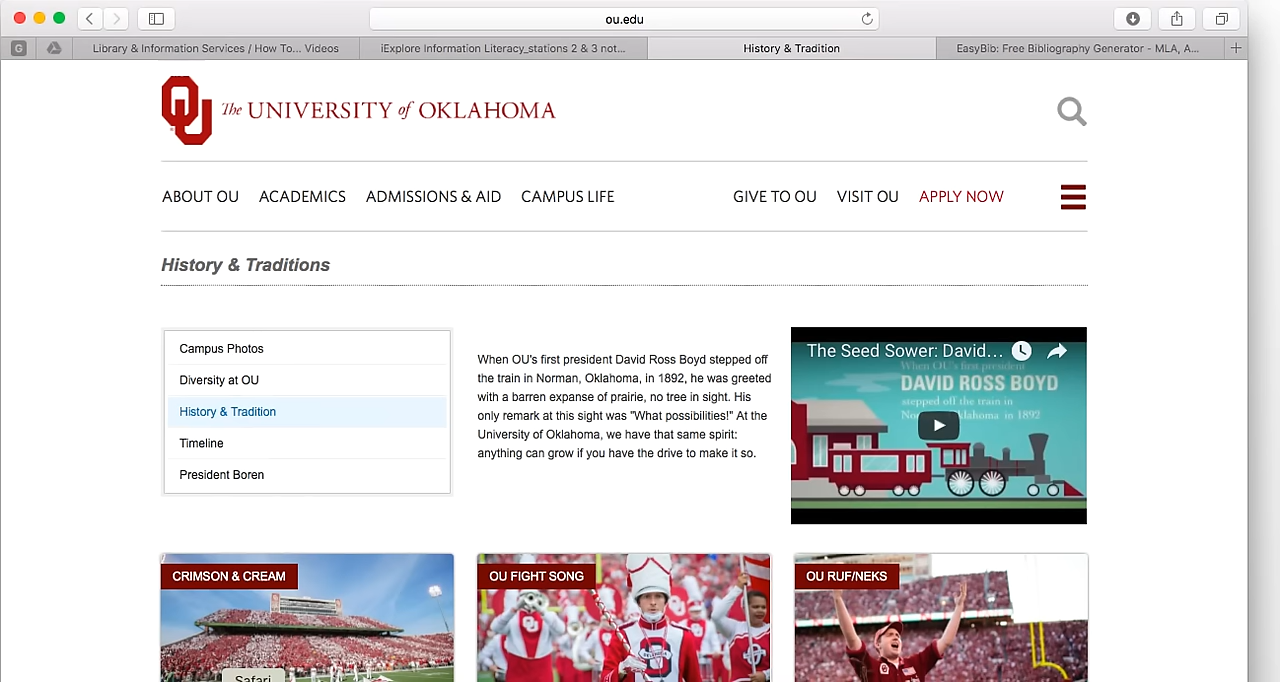 ou.edu
G
Library & Information Services / How To... Videos
iExplore Information Literacy_stations 2 & 3 not...
History & Tradition
EasyBib: Free Bibliography Generator - MLA, A...
The UNIVERSITY of OKLAHOMA
ABOUT OU ACADEMICS ADMISSIONS & AID CAMPUS LIFE GIVE TO OU VISIT OU APPLY NOW
History & Traditions
Campus Photos
Diversity at OU
History & Tradition
Timeline
President Boren
When OU's first president David Ross Boyd stepped off
the train in Norman, Oklahoma, in 1892, he was greeted
with a barren expanse of prairie, no tree in sight. His
only remark at this sight was "What possibilities!" At the
University of Oklahoma, we have that same spirit:
anything can grow if you have the drive to make it so.
The Seed Sower: David...
When OU's first president
DAVID ROSS BOYD
stepped off the train in
Oklahoma in 1892
CRIMSON & CREAM
OU FIGHT SONG
OU RUF/NEKS
Safari